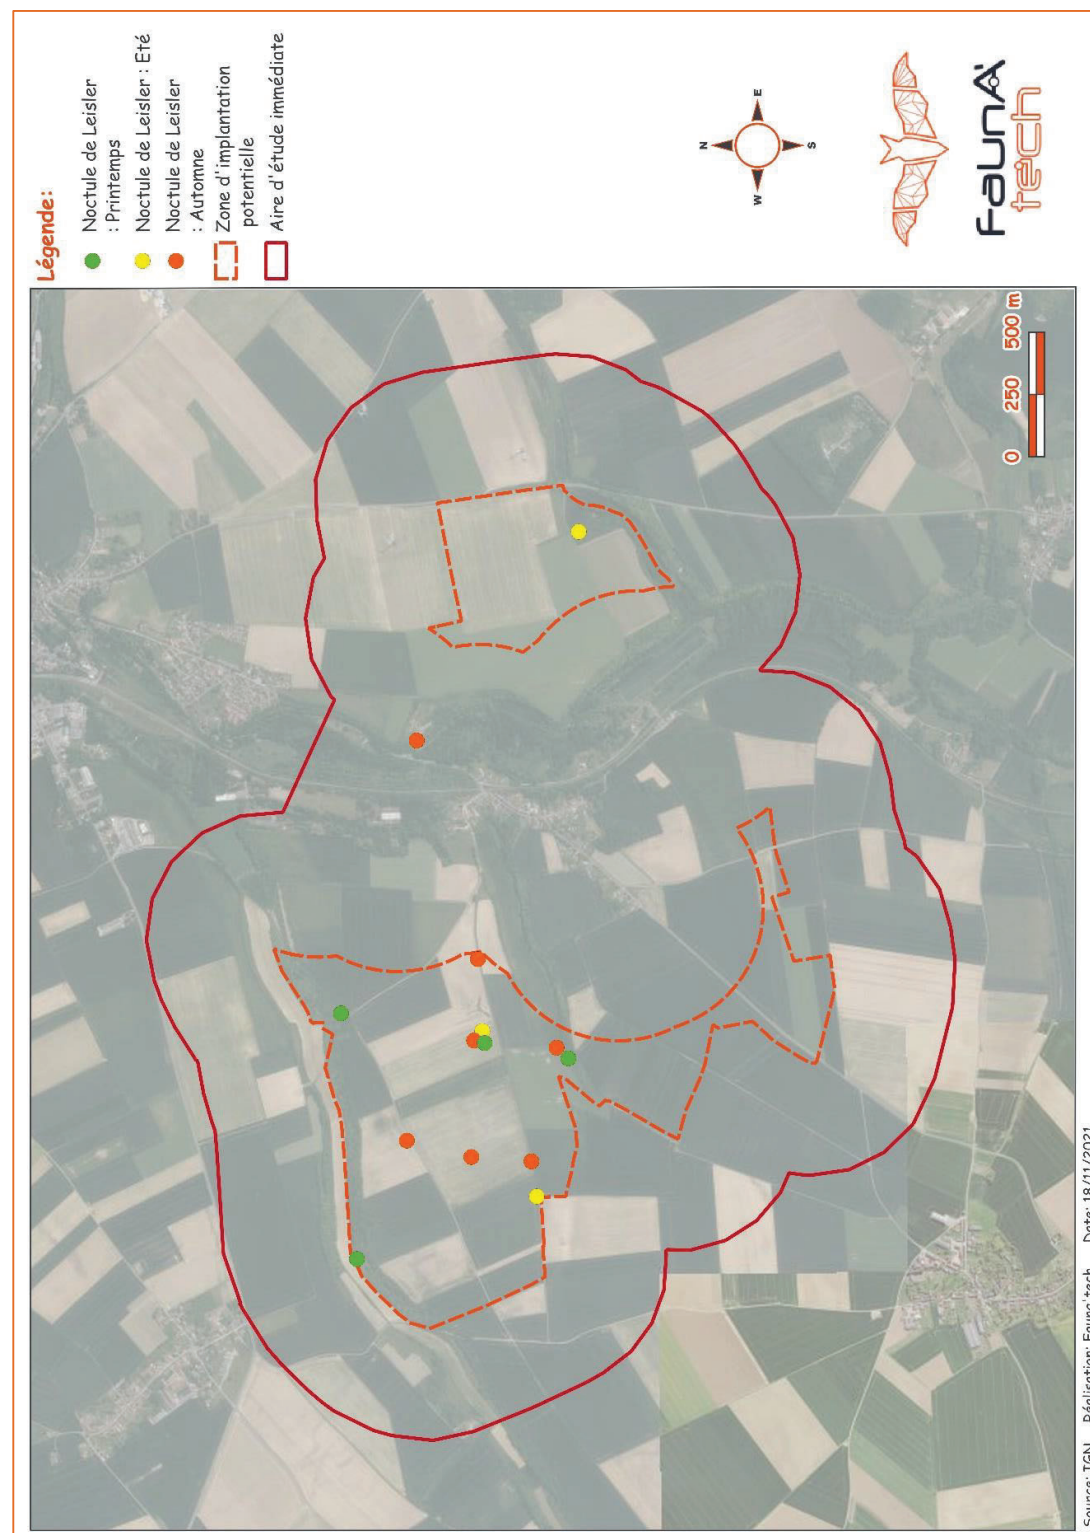 Légende:
Noctule de Leisler
: Printemps
Noctule de Leisler : Eté
Noctule de Leisler
: Automne
Zone d'implantation
potentielle
Aire d'étude immédiate
N
W
E
S
faunA'
tech
0 250 500 m
Source: IGN Réalisation: Fauna'tech Date: 18/11/2021